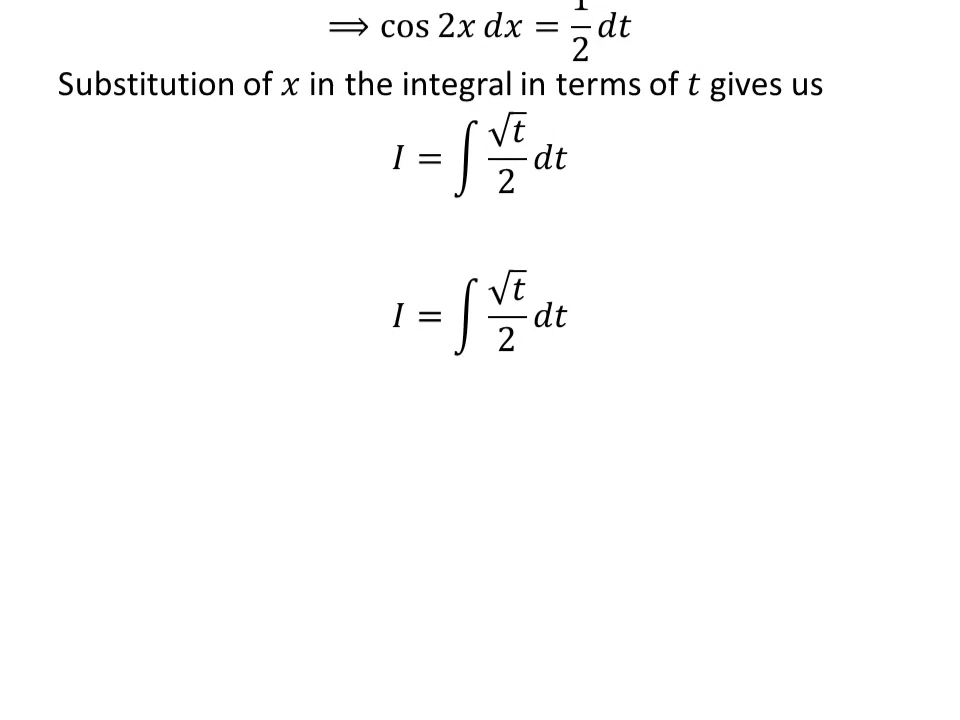 ⟹ cos 2x dx = 1/2 dt
Substitution of x in the integral in terms of t gives us
I = ∫ √t/2 dt
I = ∫ √t/2 dt